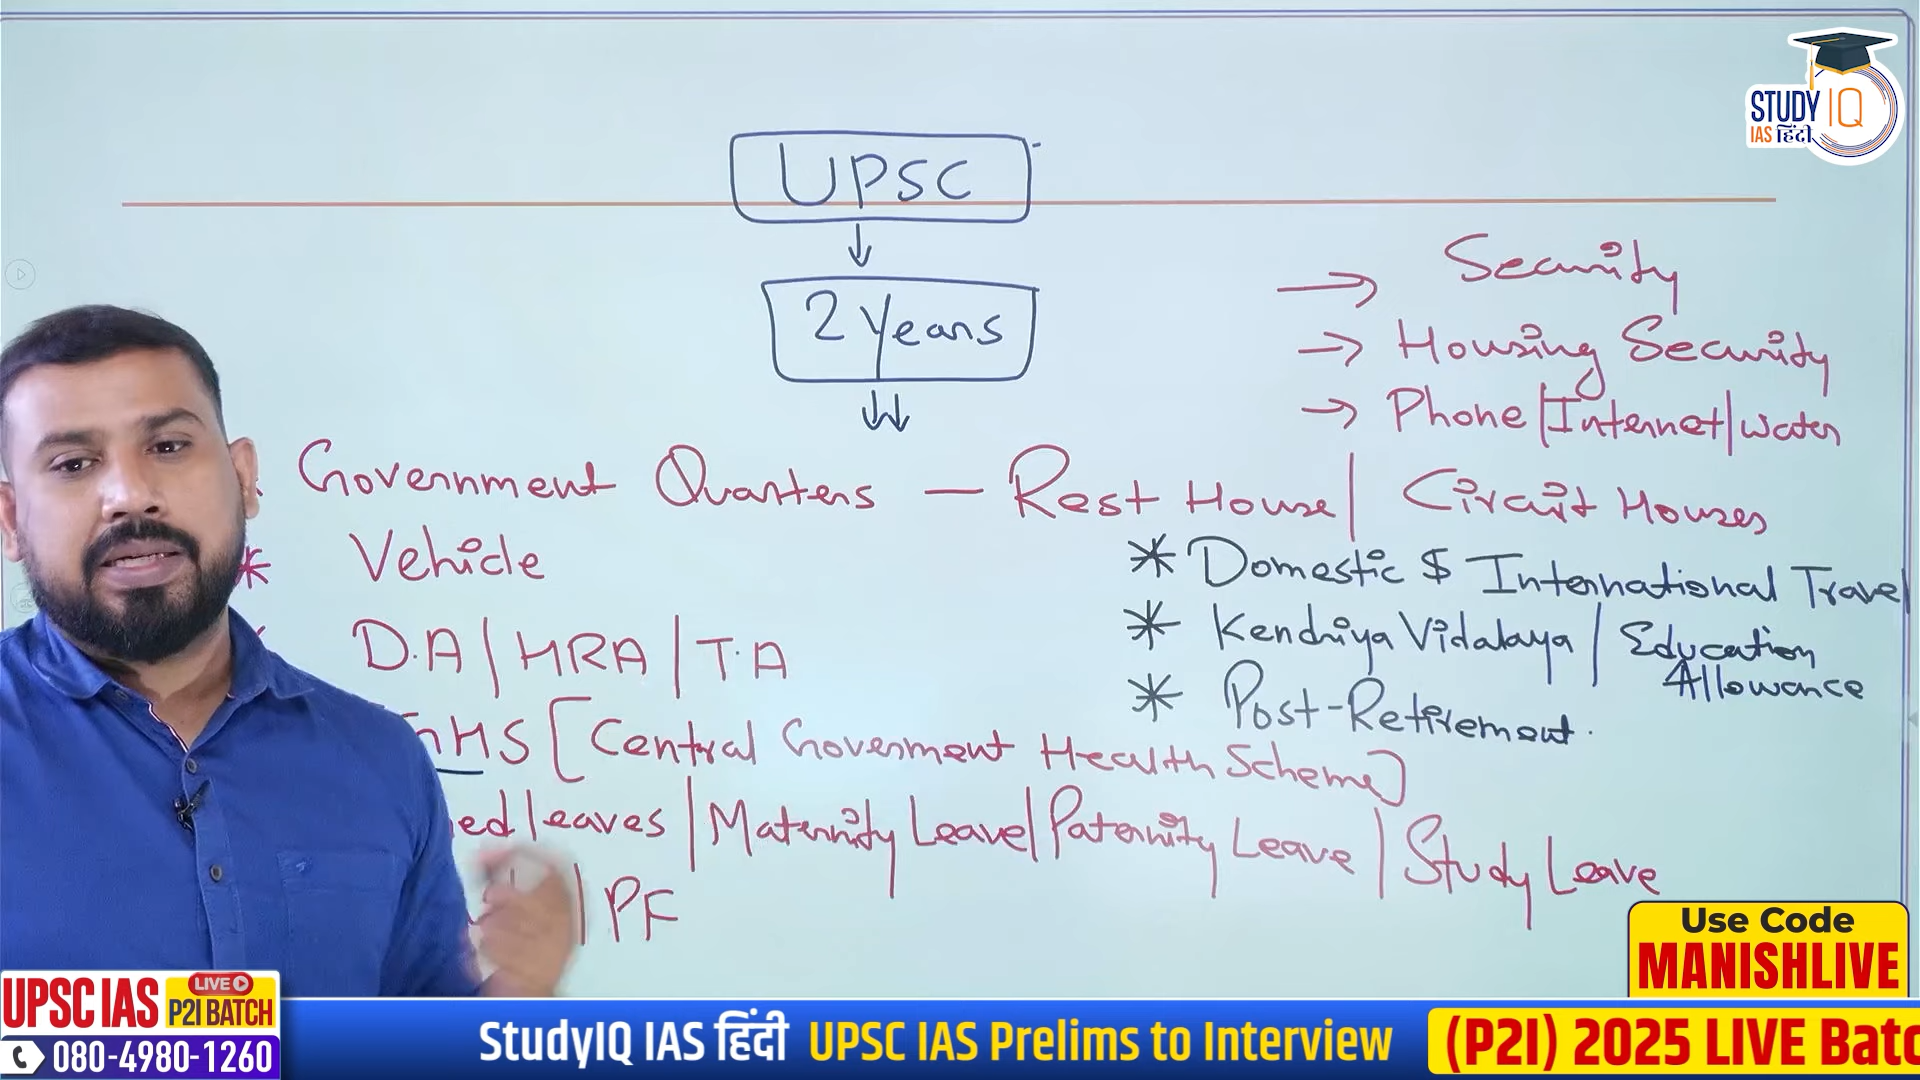 STUDY IQ
IAS हिंदी
UPSC
2 Years
Security
Housing Security
Phone/Internet/water
Government Quarters - Rest House/ Circuit Houses
* Vehicle
* Domestic $ International Travel
* Kendriya Vidalaya / Education Allowance
D.A/HRA/T.A
* Post-Retirement.
HS [Central Government Health Scheme]
ed leaves/Maternity Leave/Paternity Leave/Study Leave
/PF
Use Code
MANISHLIVE
UPSC IAS
LIVE
P2I BATCH
080-4980-1260
StudyIQ IAS हिंदी UPSC IAS Prelims to Interview
(P2I) 2025 LIVE Batc